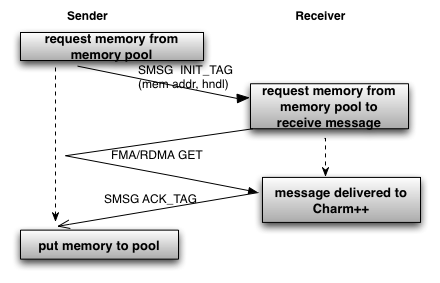 Sender
Receiver
request memory from
memory pool
SMSG INIT_TAG
(mem addr, hndl)
request memory from
memory pool to
receive message
FMA/RDMA GET
SMSG ACK_TAG
message delivered to
Charm++
put memory to pool